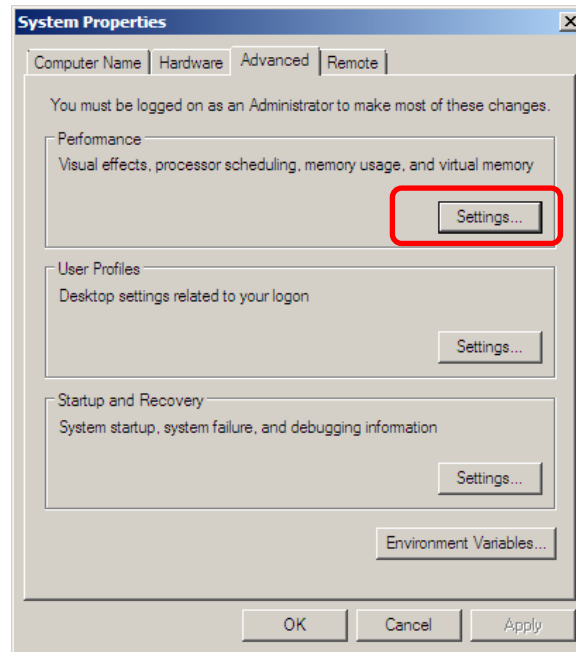 System Properties
Computer Name Hardware Advanced Remote
You must be logged on as an Administrator to make most of these changes.
Performance
Visual effects, processor scheduling, memory usage, and virtual memory
Settings...
User Profiles
Desktop settings related to your logon
Settings...
Startup and Recovery
System startup, system failure, and debugging information
Settings...
Environment Variables...
OK Cancel Apply